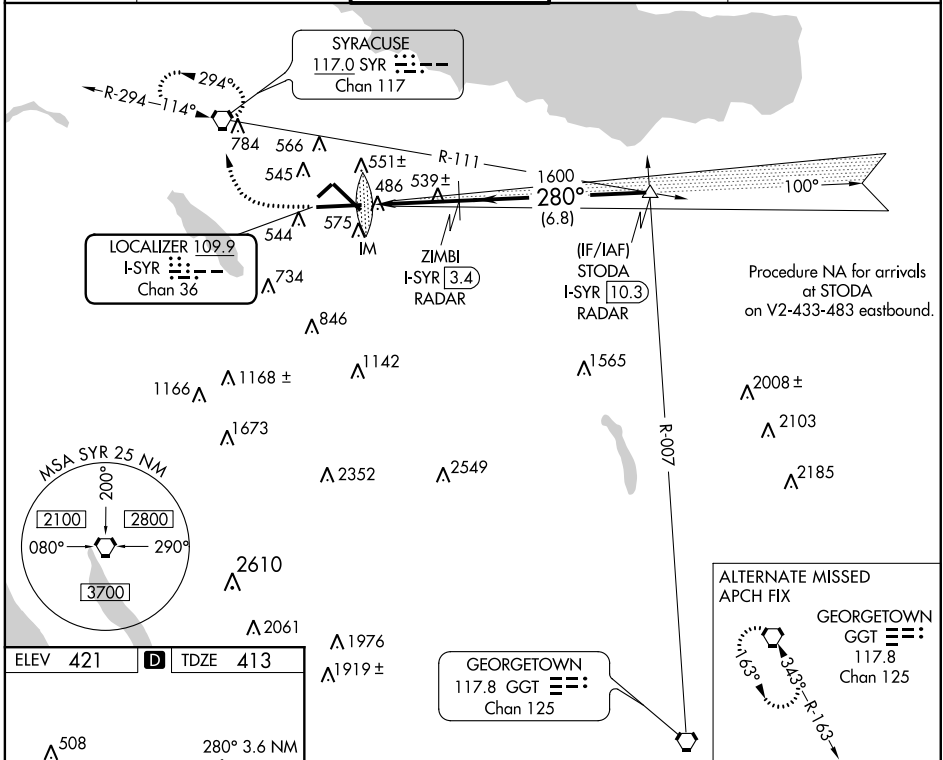 SYRACUSE
117.0 SYR
Chan 117
294°
R-294
114°
784
566
545
551±
R-111
486
539±
1600
280°
(6.8)
100°
544
575
IM
LOCALIZER 109.9
I-SYR
Chan 36
ZIMBI
I-SYR 3.4
RADAR
(IF/IAF)
STODA
I-SYR 10.3
RADAR
Procedure NA for arrivals
at STODA
on V2-433-483 eastbound.
734
846
1142
1565
1166
1168 ±
2008 ±
1673
2103
R-007
2352
2549
2185
MSA SYR 25 NM
200°
2100
2800
080°
290°
3700
2610
2061
1976
1919 ±
ALTERNATE MISSED
APCH FIX
GEORGETOWN
GGT
117.8
Chan 125
163°
343°
R-163
GEORGETOWN
117.8 GGT
Chan 125
ELEV 421 D TDZE 413
508
280° 3.6 NM